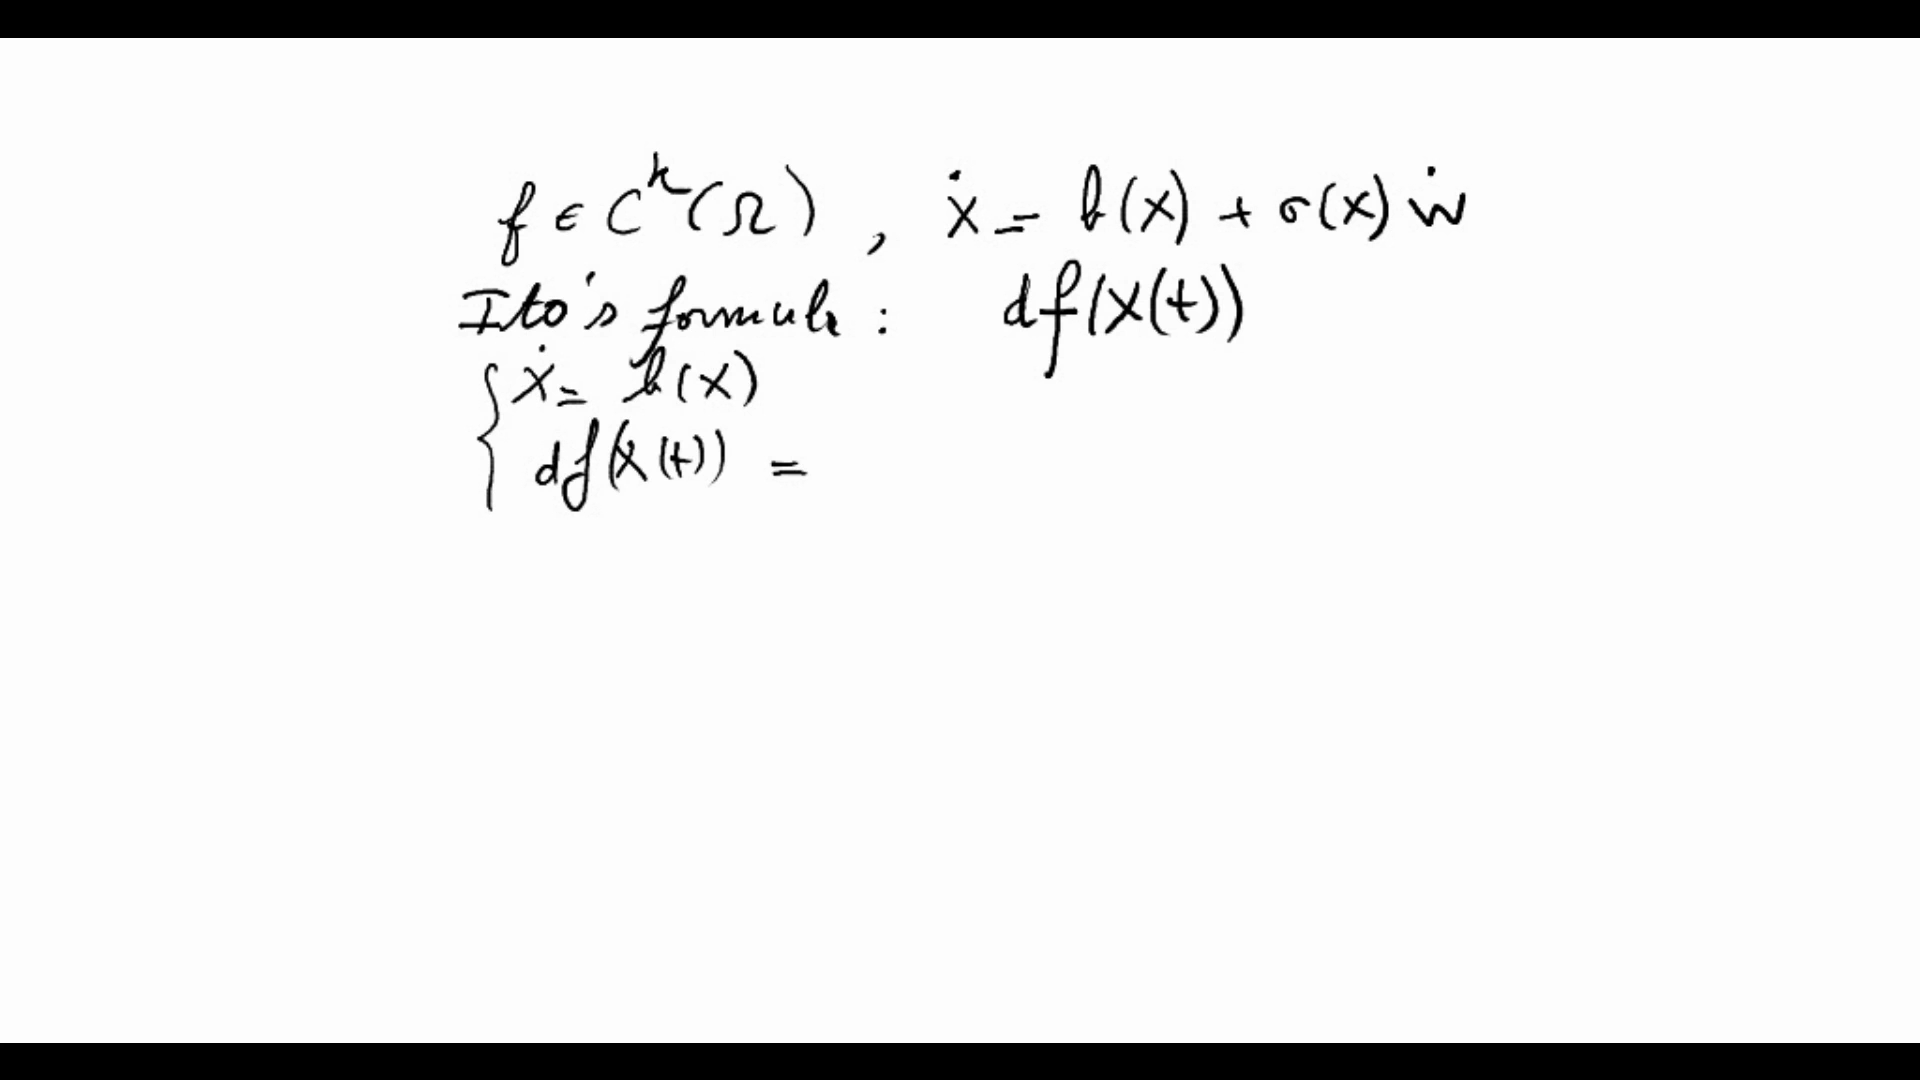 f ∈ C^k(Ω) , ẋ = b(x) + σ(x) ẇ
Ito's formula : df(X(t))
{ ẋ = b(x)
df(X(t)) =